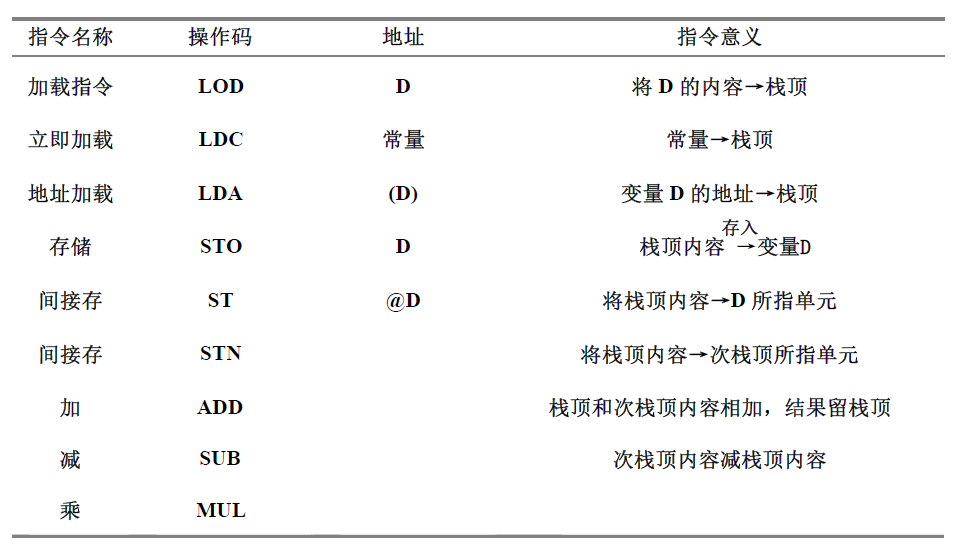 指令名称 操作码 地址 指令意义
加载指令 LOD D 将 D 的内容→栈顶
立即加载 LDC 常量 常量→栈顶
地址加载 LDA (D) 变量 D 的地址→栈顶
存储 STO D 栈顶内容 存入→变量D
间接存 ST @D 将栈顶内容→D 所指单元
间接存 STN 将栈顶内容→次栈顶所指单元
加 ADD 栈顶和次栈顶内容相加，结果留栈顶
减 SUB 次栈顶内容减栈顶内容
乘 MUL